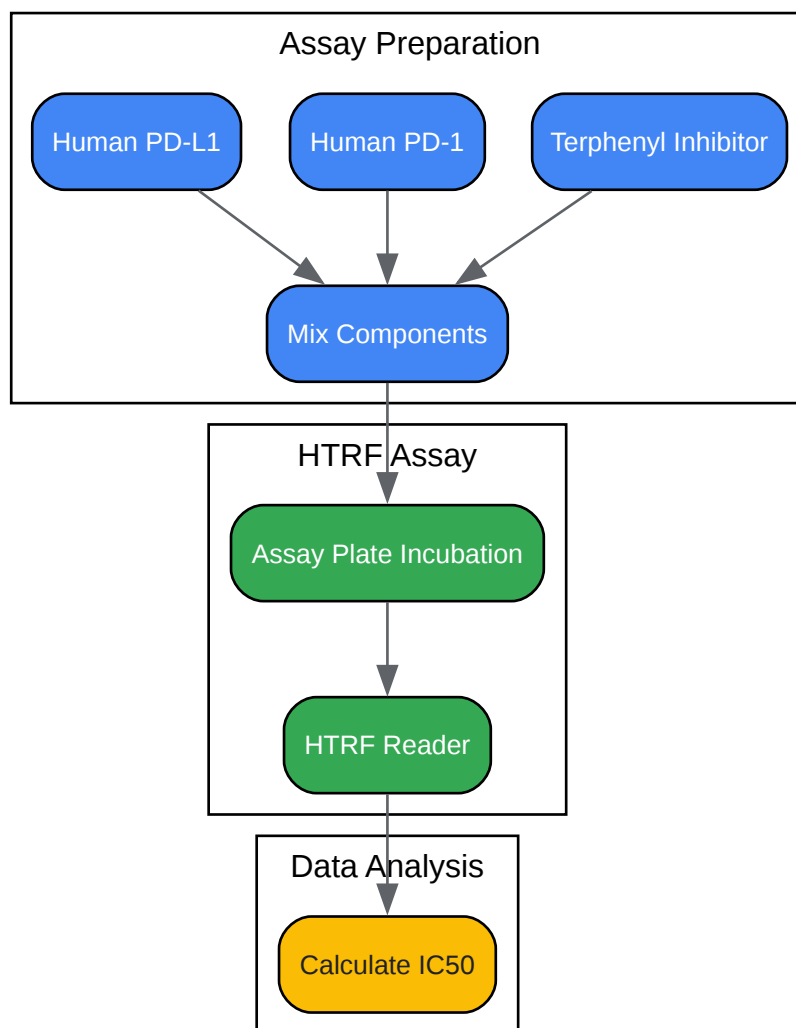 Assay Preparation
Human PD-L1
Human PD-1
Terphenyl Inhibitor
Mix Components
HTRF Assay
Assay Plate Incubation
HTRF Reader
Data Analysis
Calculate IC50